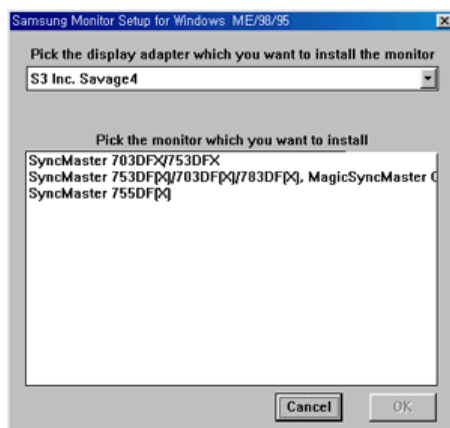 Samsung Monitor Setup for Windows ME/98/95
Pick the display adapter which you want to install the monitor
S3 Inc. Savage4
Pick the monitor which you want to install
SyncMaster 703DFX/753DFX
SyncMaster 753DF[X]/703DF[X]/783DF[X], MagicSyncMaster
SyncMaster 755DF[X]
Cancel
OK